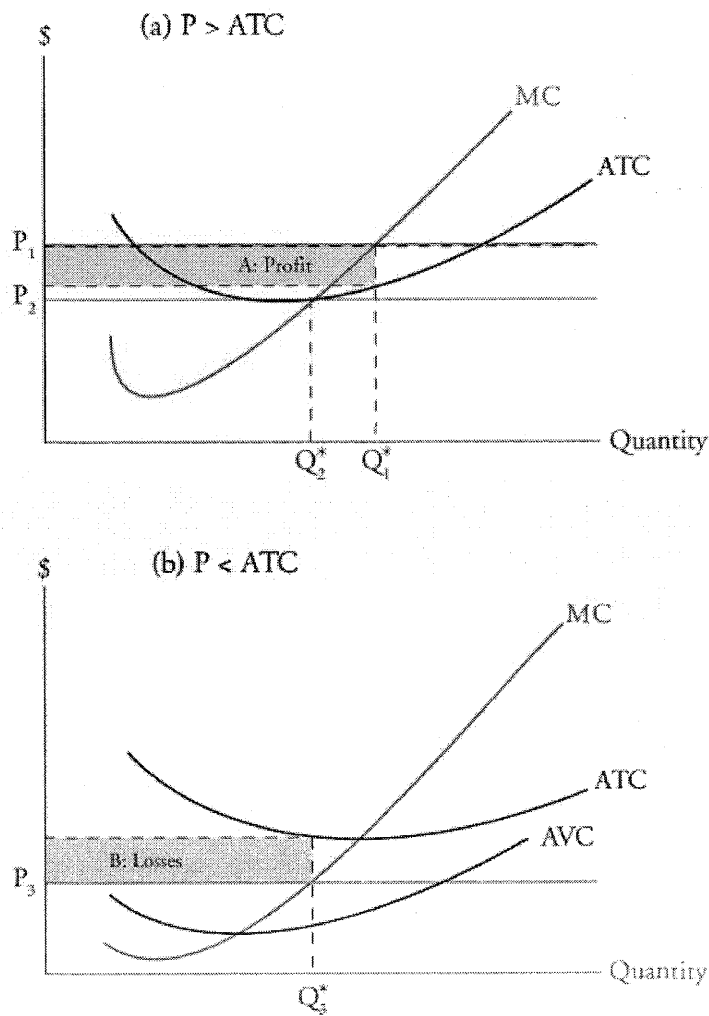 (a) P > ATC
$
MC
ATC
P₁
A: Profit
P₂
Quantity
Q₂* Q₁*
(b) P < ATC
$
MC
ATC
AVC
B: Losses
P₃
Quantity
Q₃*